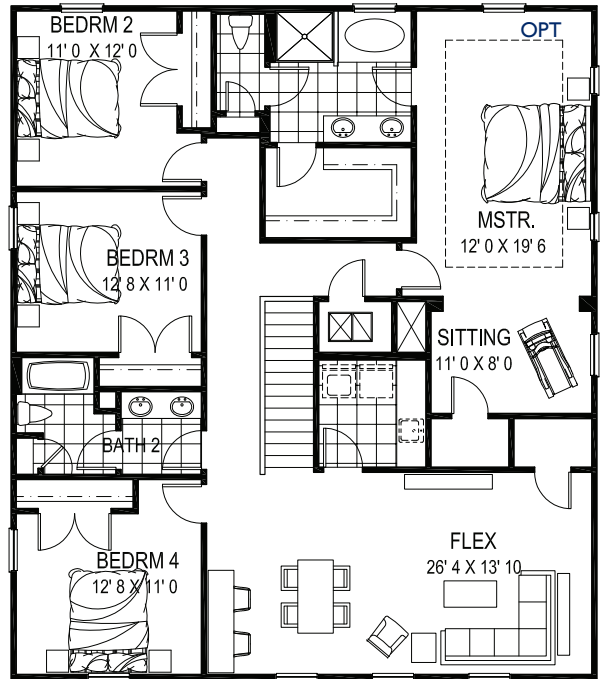 BEDRM 2
11' 0 X 12' 0
OPT
MSTR.
12' 0 X 19' 6
BEDRM 3
12' 8 X 11' 0
SITTING
11' 0 X 8' 0
BATH 2
BEDRM 4
12' 8 X 11' 0
FLEX
26' 4 X 13' 10